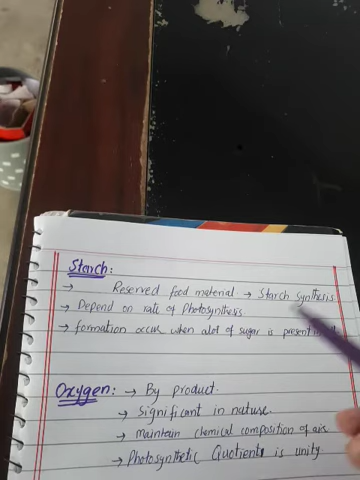 Starch:
→ Reserved food material → Starch synthesis
→ Depend on rate of Photosynthesis
→ formation occur when alot of sugar is present
Oxygen: → By product.
→ Significant in nature.
→ Maintain chemical composition of air
→ Photosynthetic Quotient is unity